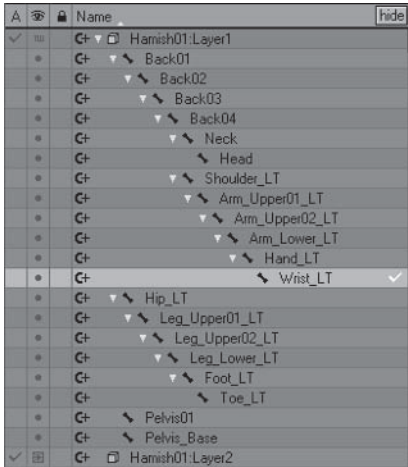 A Name hide
C+ Hamish01:Layer1
C+ Back01
C+ Back02
C+ Back03
C+ Back04
C+ Neck
C+ Head
C+ Shoulder_LT
C+ Arm_Upper01_LT
C+ Arm_Upper02_LT
C+ Arm_Lower_LT
C+ Hand_LT
C+ Wrist_LT
C+ Hip_LT
C+ Leg_Upper01_LT
C+ Leg_Upper02_LT
C+ Leg_Lower_LT
C+ Foot_LT
C+ Toe_LT
C+ Pelvis01
C+ Pelvis_Base
C+ Hamish01:Layer2